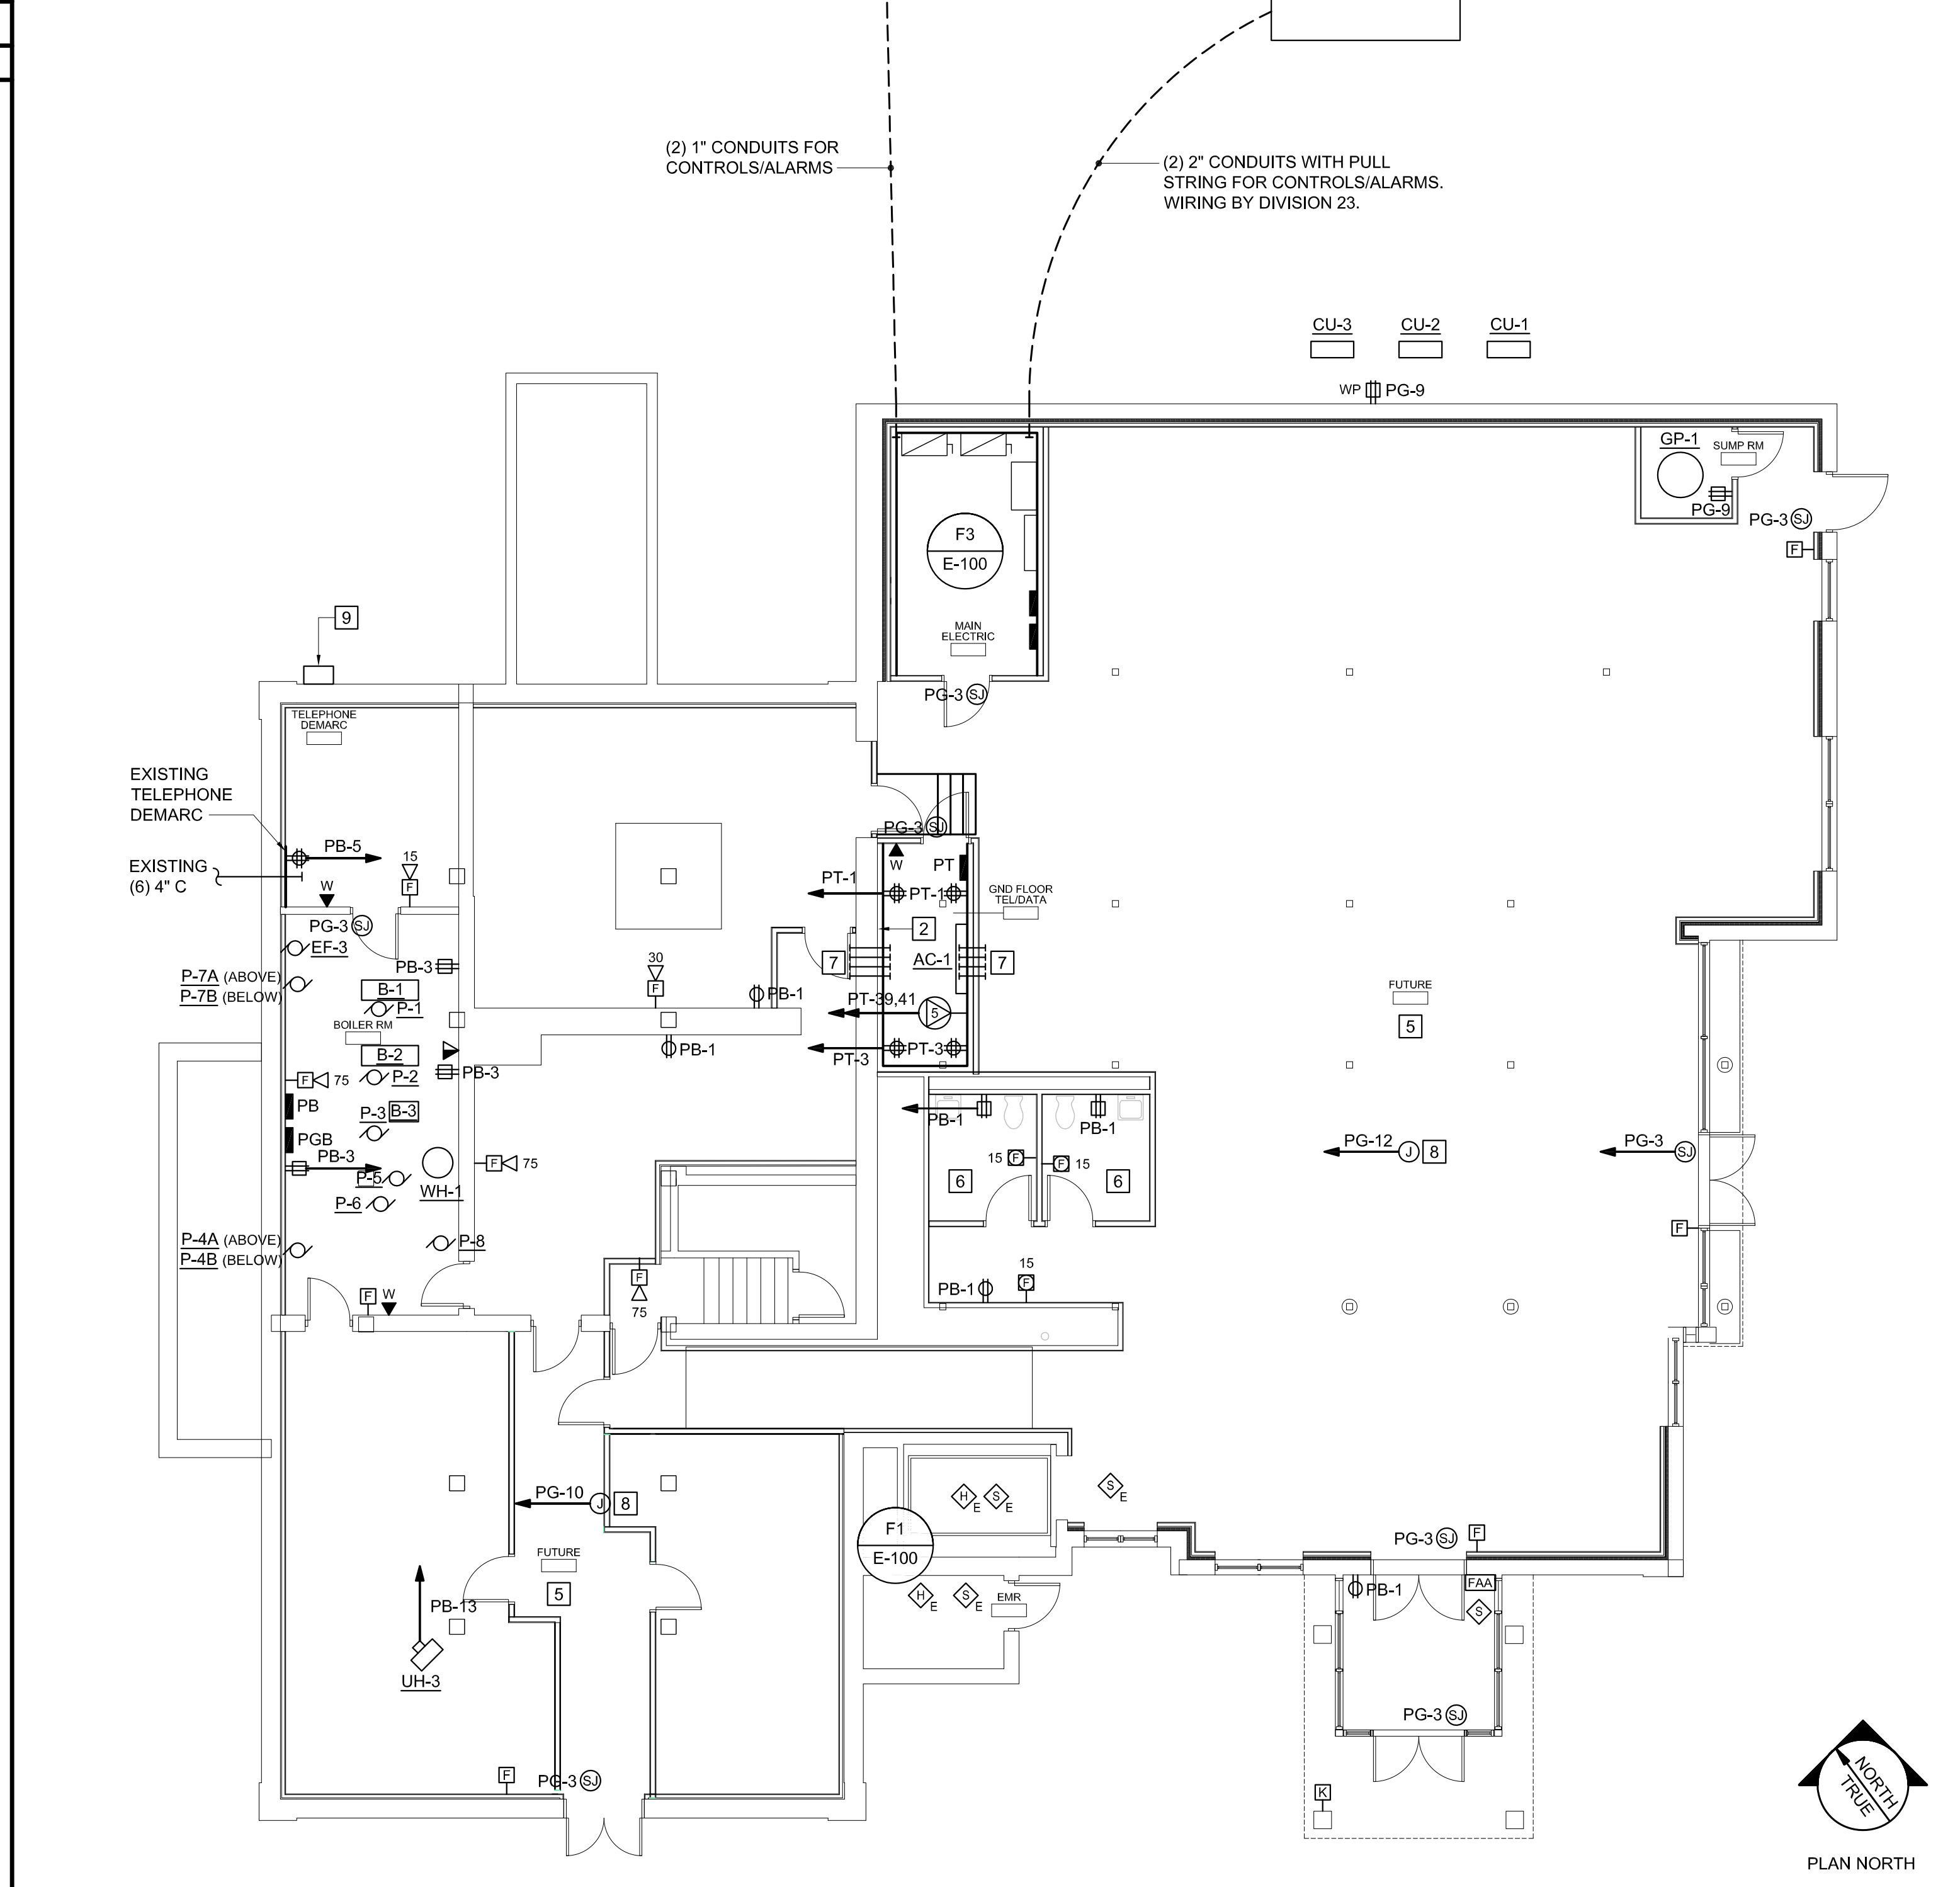 (2) 1" CONDUITS FOR
CONTROLS/ALARMS
(2) 2" CONDUITS WITH PULL
STRING FOR CONTROLS/ALARMS.
WIRING BY DIVISION 23.
CU-3
CU-2
CU-1
WP
PG-9
GP-1
SUMP RM
PG-9
PG-3
SJ
F
F3
E-100
MAIN
ELECTRIC
PG-3
SJ
9
TELEPHONE
DEMARC
EXISTING
TELEPHONE
DEMARC
PB-5
EXISTING
(6) 4" C
15
F
W
PG-3
SJ
EF-3
PG-3
SJ
W
PT
PT-1
PT-1
GND FLOOR
TEL/DATA
2
7
AC-1
7
P-7A (ABOVE)
P-7B (BELOW)
PB-3
B-1
P-1
30
F
PB-1
PT-39,41
5
FUTURE
5
BOILER RM
B-2
P-2
PB-3
PB-1
PT-3
PT-3
F
75
PB
P-3
B-3
PGB
PB-3
P-5
WH-1
P-6
F
75
PB-1
PB-1
15
F
F
15
6
6
PG-12
J
8
PG-3
SJ
P-4A (ABOVE)
P-4B (BELOW)
P-8
F
F
W
F
75
PB-1
15
F
PG-10
J
8
H
E
S
E
S
E
F1
E-100
PG-3
SJ
F
FUTURE
5
H
E
S
E
EMR
PB-1
FAA
S
PB-13
UH-3
PG-3
SJ
F
PG-3
SJ
K
NORTH
TRUE
PLAN NORTH